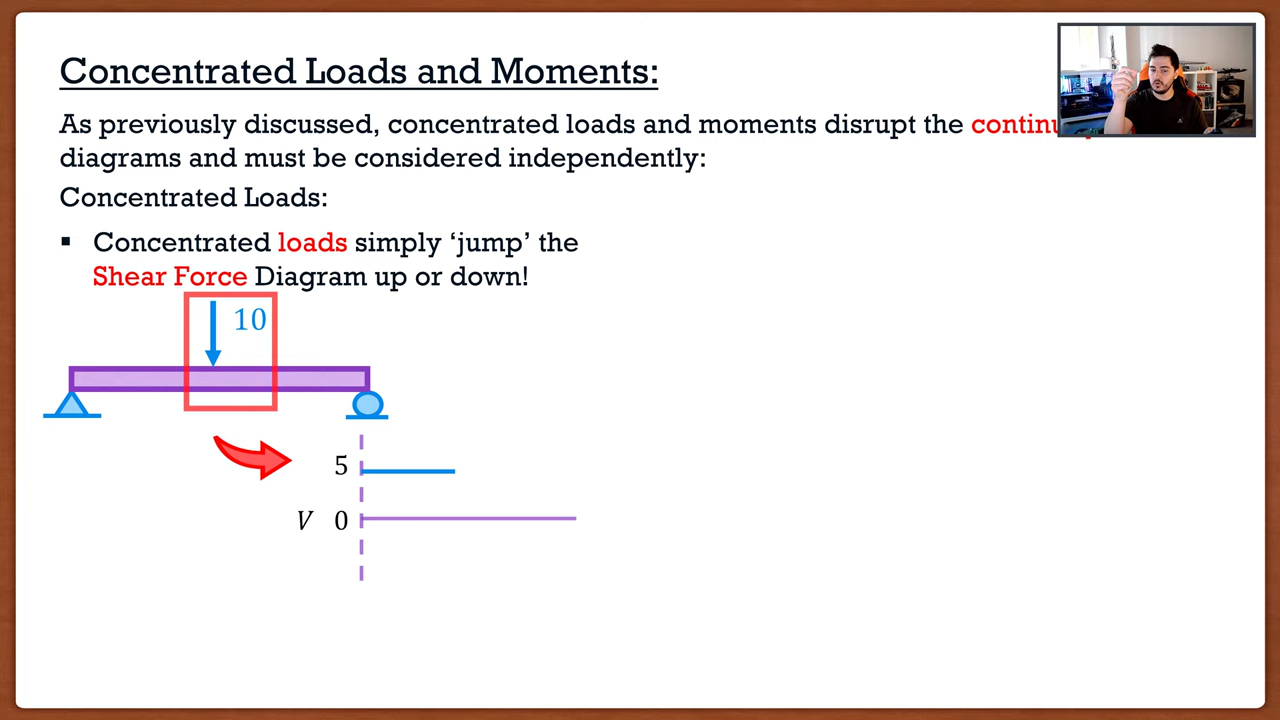 Concentrated Loads and Moments:
As previously discussed, concentrated loads and moments disrupt the
diagrams and must be considered independently:
Concentrated Loads:
▪ Concentrated loads simply ‘jump’ the
Shear Force Diagram up or down!
10
5
V 0